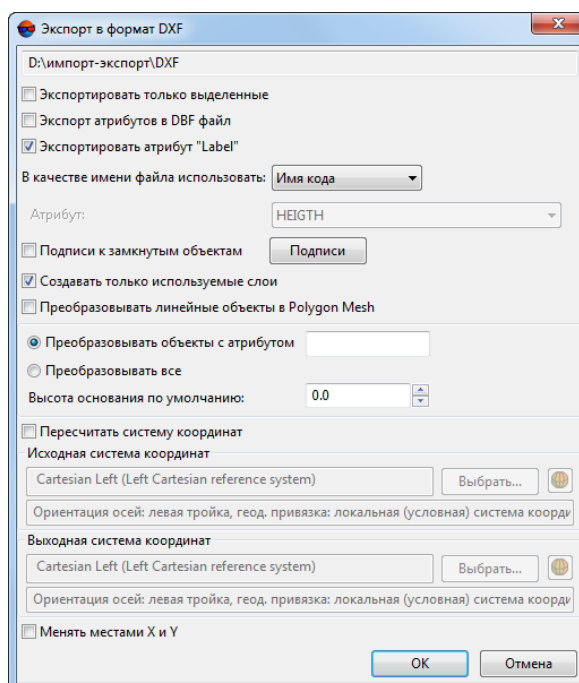 Экспорт в формат DXF
D:\импорт-экспорт\DXF
Экспортировать только выделенные
Экспорт атрибутов в DBF файл
Экспортировать атрибут "Label"
В качестве имени файла использовать: Имя кода
Атрибут: HEIGTH
Подписи к замкнутым объектам Подписи
Создавать только используемые слои
Преобразовывать линейные объекты в Polygon Mesh
Преобразовывать объекты с атрибутом
Преобразовывать все
Высота основания по умолчанию: 0.0
Пересчитать систему координат
Исходная система координат
Cartesian Left (Left Cartesian reference system) Выбрать...
Ориентация осей: левая тройка, геод. привязка: локальная (условная) система коорди
Выходная система координат
Cartesian Left (Left Cartesian reference system) Выбрать...
Ориентация осей: левая тройка, геод. привязка: локальная (условная) система коорди
Менять местами X и Y
OK Отмена